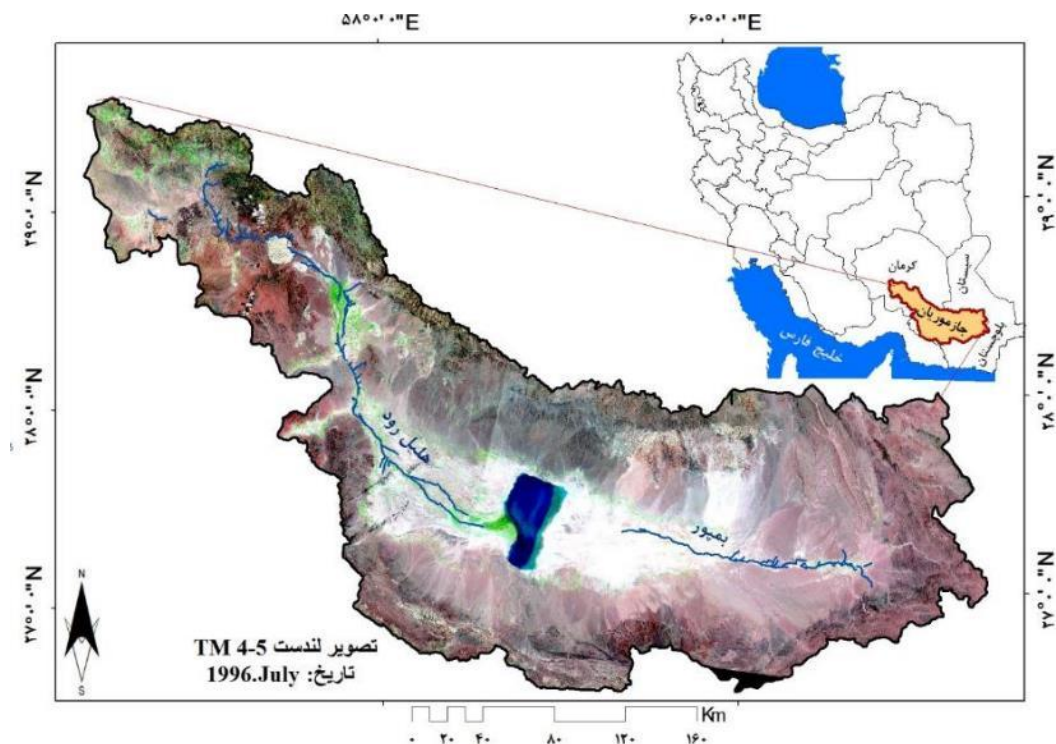 ۵۸°۰'۰"E
۶۰°۰'۰"E
۲۹°۰'۰"N
۲۸°۰'۰"N
۲۷°۰'۰"N
۲۹°۰'۰"N
۲۸°۰'۰"N
۲۷°۰'۰"N
کرمان
سیستان
جازموریان
بلوچستان
خلیج فارس
هلیل رود
بمپور
N
S
تصویر لندست TM 4-5
تاریخ: 1996.July
Km
۰ ۲۰ ۴۰ ۸۰ ۱۲۰ ۱۶۰